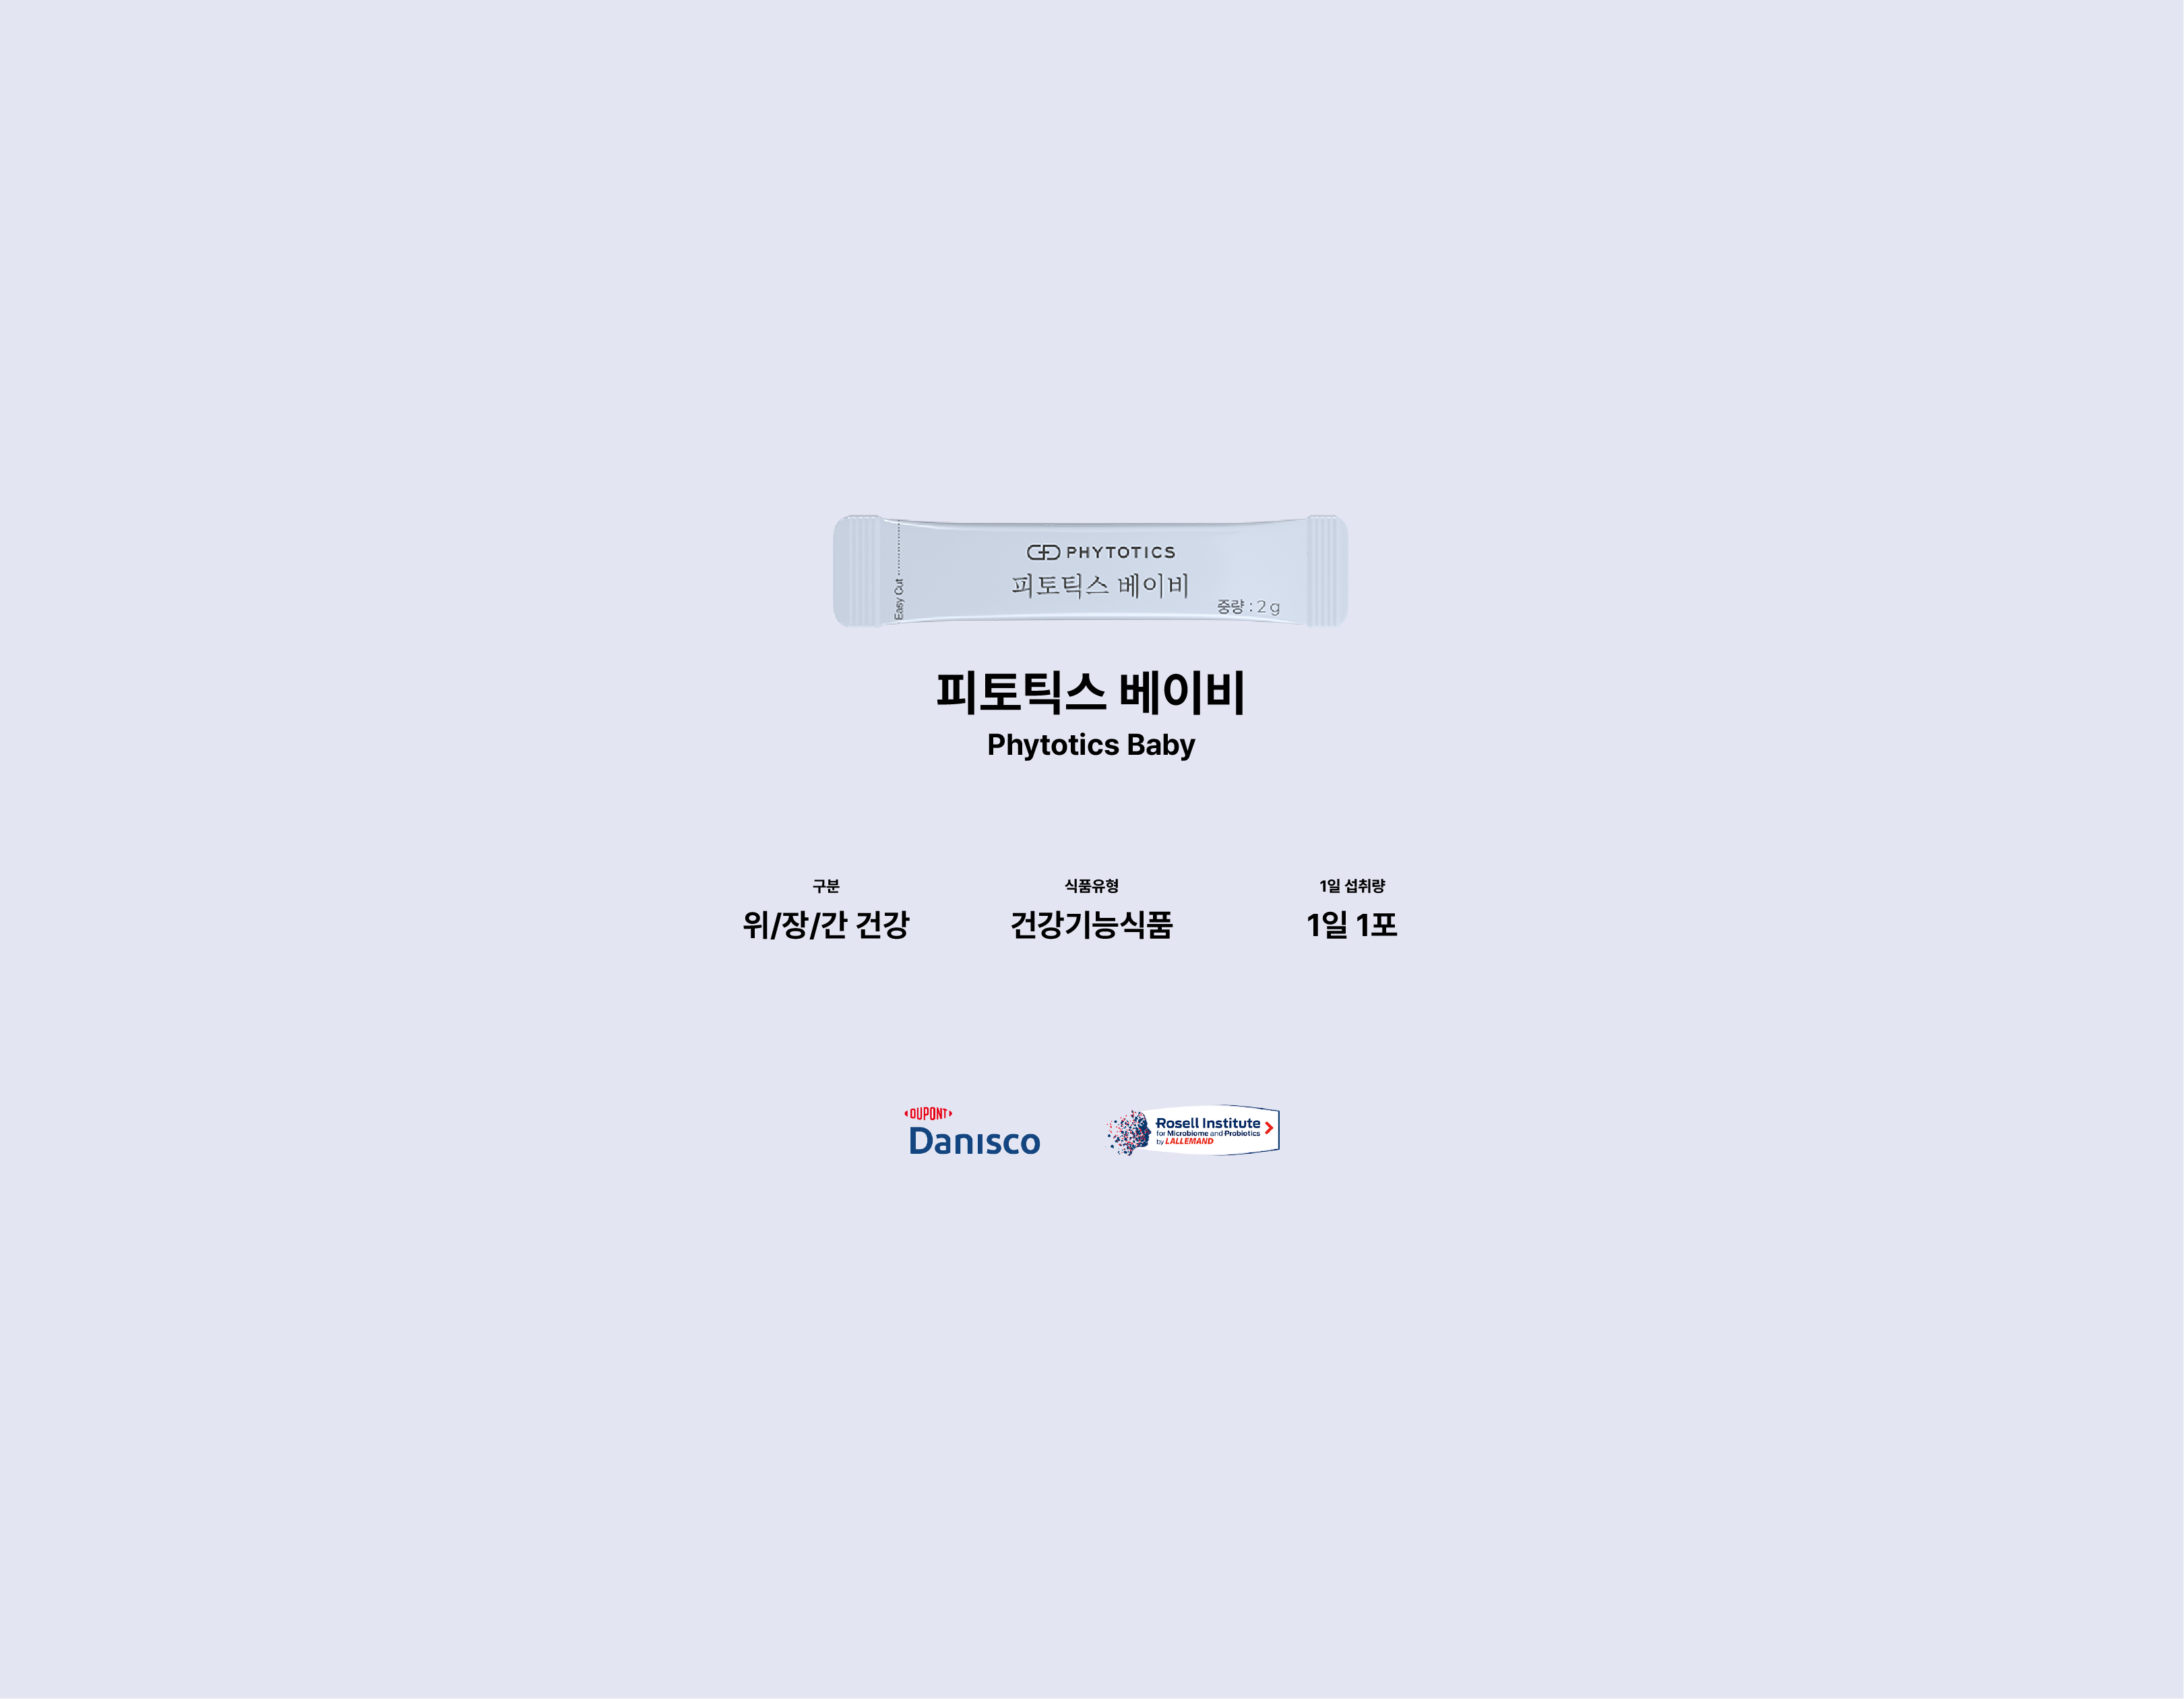 PHYTOTICS
피토틱스 베이비
중량 : 2 g
Easy Cut
피토틱스 베이비
Phytotics Baby
구분
위/장/간 건강
식품유형
건강기능식품
1일 섭취량
1일 1포
DUPONT
Danisco
Rosell Institute
for Microbiome and Probiotics
by LALLEMAND